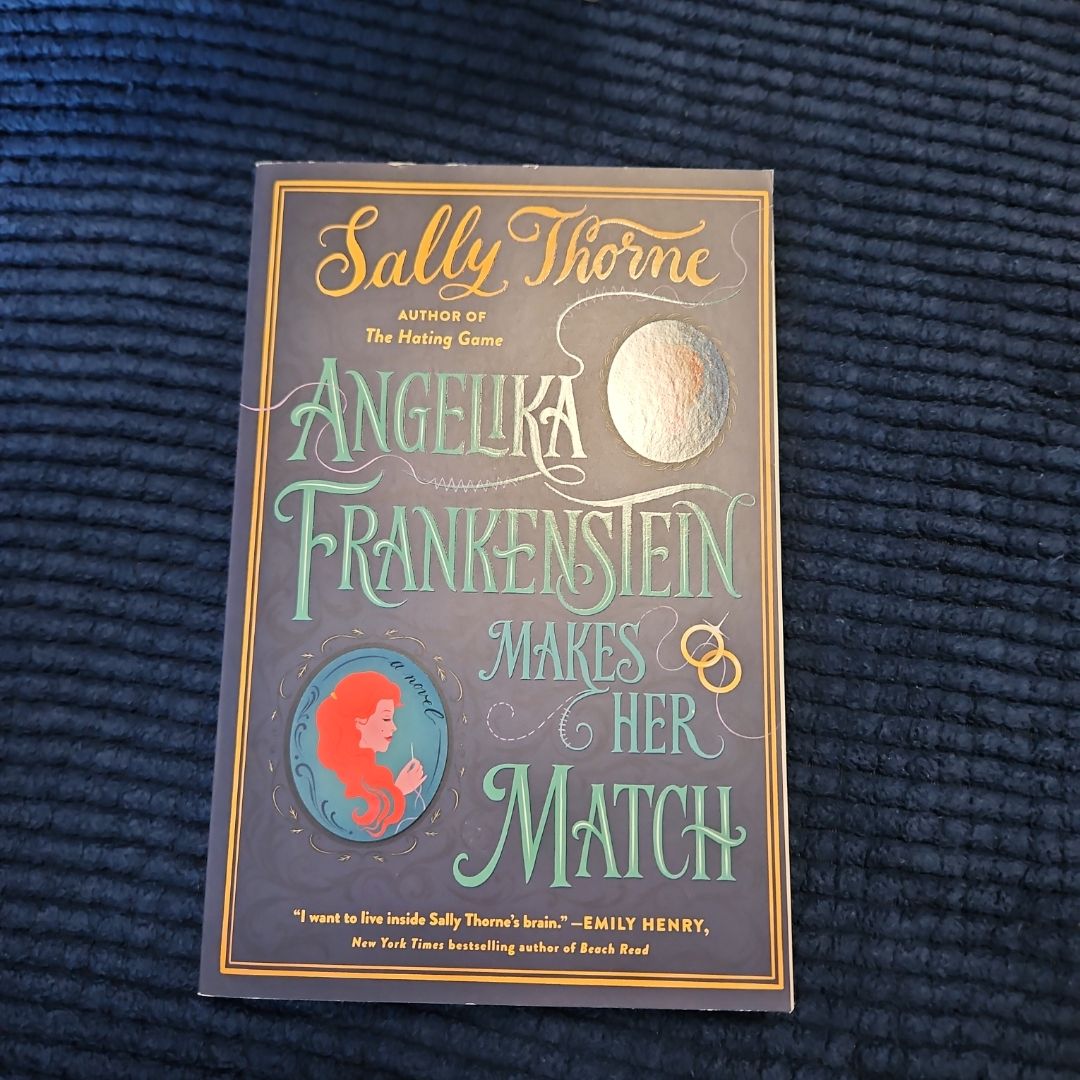 Sally Thorne
AUTHOR OF
The Hating Game
ANGELIKA
FRANKENSTEIN
MAKES
HER
MATCH
a novel
“I want to live inside Sally Thorne’s brain.” —EMILY HENRY,
New York Times bestselling author of Beach Read